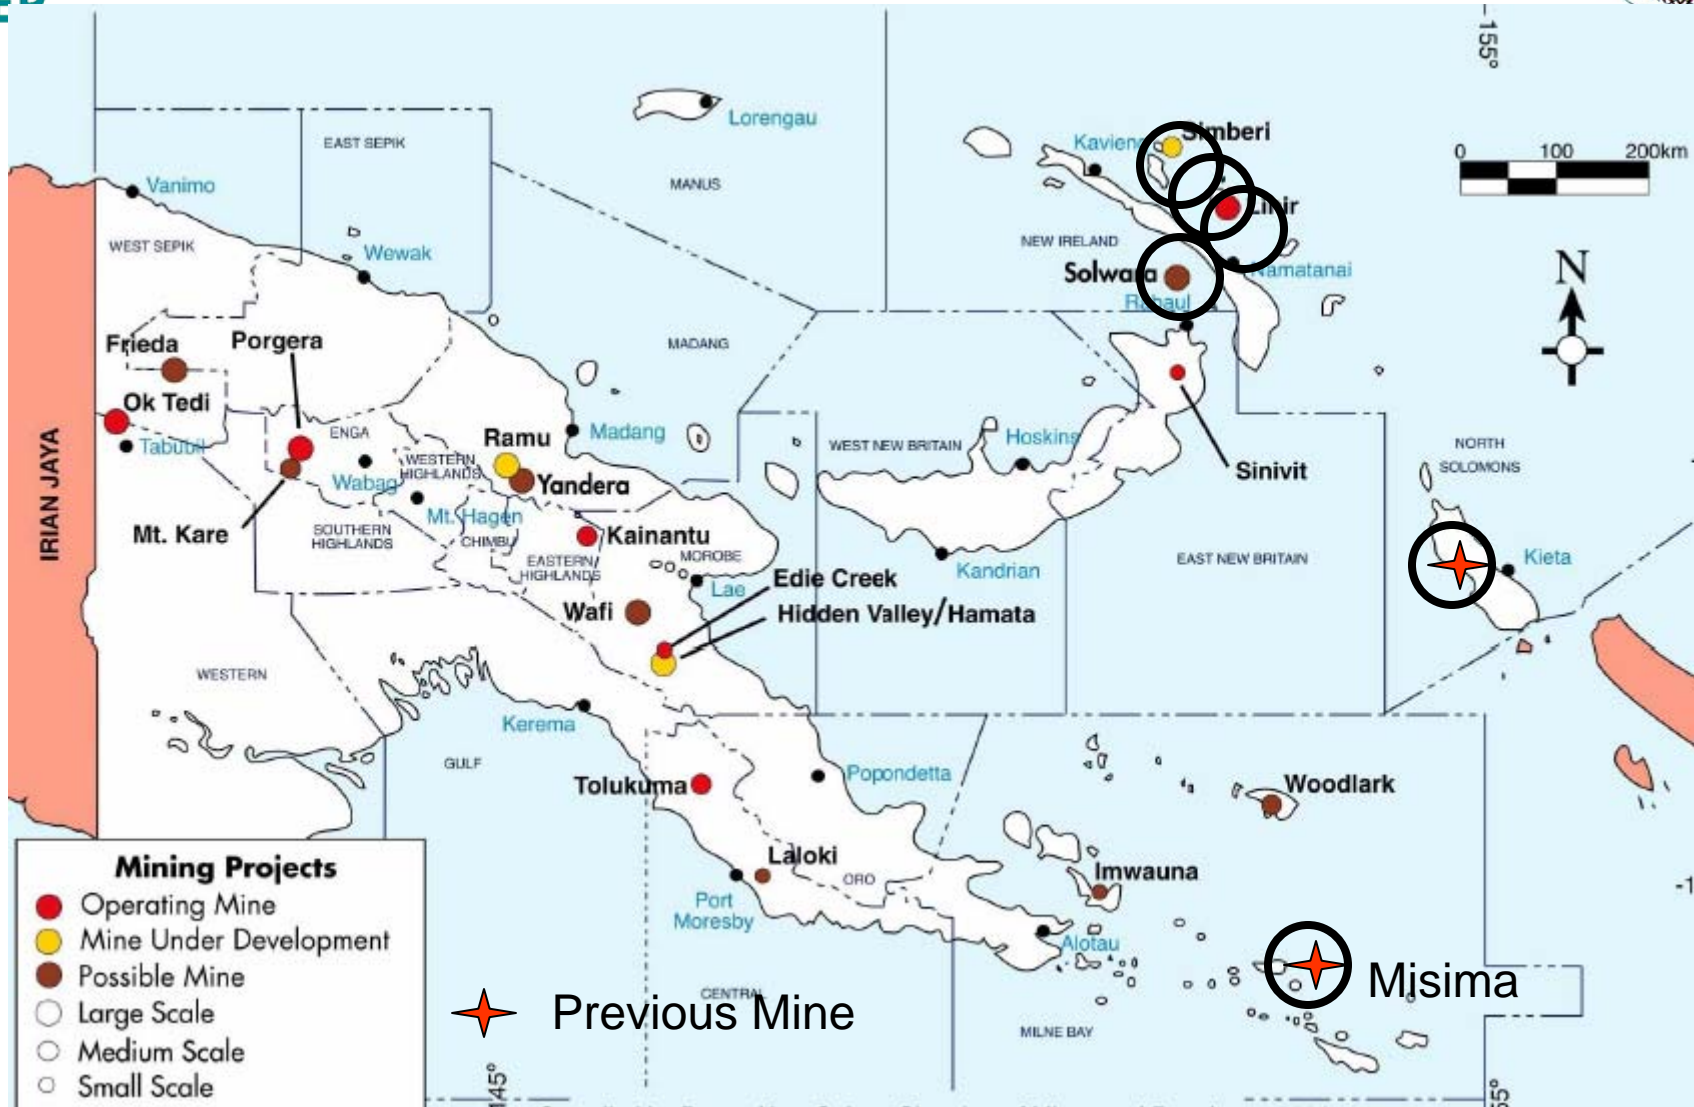 155°
Lorengau
EAST SEPIK
Simberi
Kavieng
0 100 200km
MANUS
Vanimo
Lihir
WEST SEPIK
NEW IRELAND
Wewak
N
Solwara
Namatanai
Rabaul
Frieda
Porgera
MADANG
Ok Tedi
Tabubil
ENGA
Ramu
Madang
WEST NEW BRITAIN
Hoskins
NORTH
SOLOMONS
WESTERN
HIGHLANDS
Wabag
Yandera
Sinivit
IRIAN JAYA
Mt. Kare
SOUTHERN
HIGHLANDS
Mt. Hagen
CHIMBU
Kainantu
EASTERN
HIGHLANDS
MOROBE
Kandrian
EAST NEW BRITAIN
Kieta
Lae
Edie Creek
Wafi
Hidden Valley/Hamata
WESTERN
Kerema
GULF
Tolukuma
Popondetta
Woodlark
Laloki
ORO
Imwauna
Port
Moresby
Alotau
Misima
CENTRAL
MILNE BAY
Mining Projects
Operating Mine
Mine Under Development
Possible Mine
Large Scale
Medium Scale
Small Scale
Previous Mine
145°